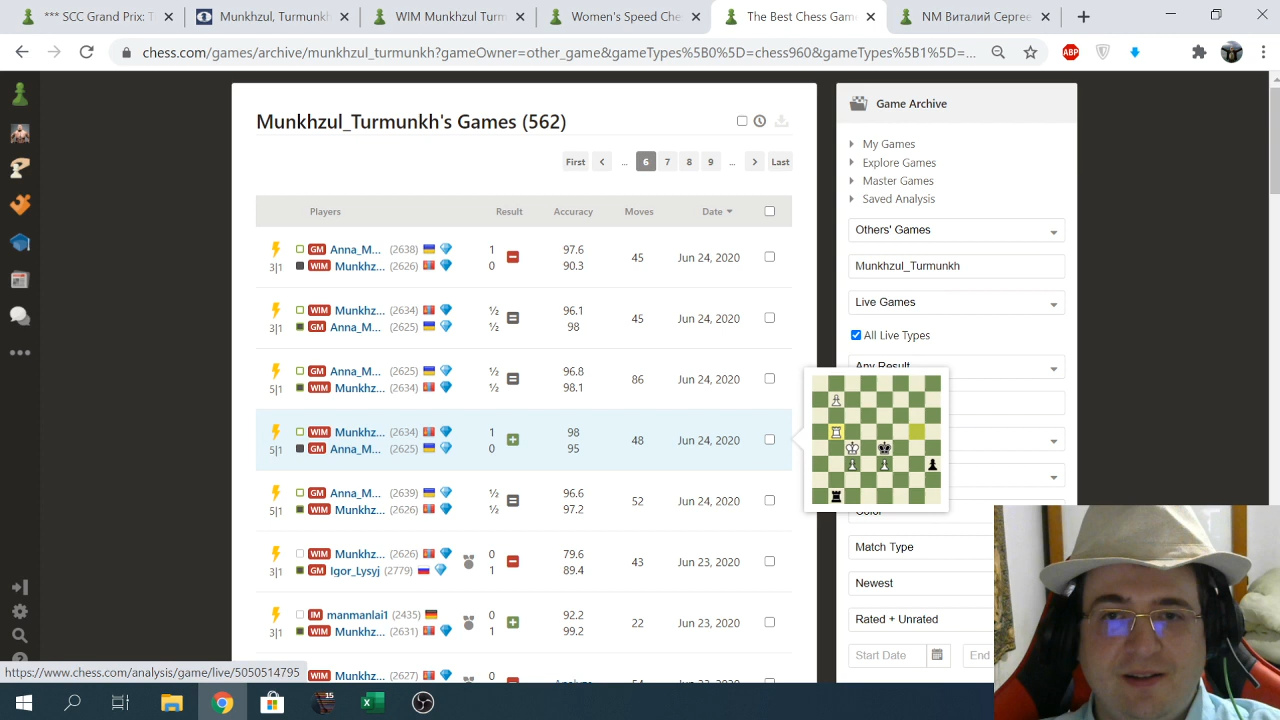 *** SCC Grand Prix
WIM Munkhzul Turmunkh
Women's Speed Che
The Best Chess Gam
NM Виталий Сергее
chess.com/games/archive/munkhzul_turmunkh?gameOwner=other_game&gameTypes%5B0%5D=chess960&gameTypes%5B1%5D=...
ABP
Munkhzul_Turmunkh's Games (562)
First ... 6 7 8 9 ... Last
Players Result Accuracy Moves Date
GM Anna_M... (2638) 1 97.6
3|1 WIM Munkhz... (2626) 0 90.3 45 Jun 24, 2020
WIM Munkhz... (2634) ½ 96.1
3|1 GM Anna_M... (2625) ½ 98 45 Jun 24, 2020
GM Anna_M... (2625) ½ 96.8
5|1 WIM Munkhz... (2634) ½ 98.1 86 Jun 24, 2020
WIM Munkhz... (2634) 1 98
5|1 GM Anna_M... (2625) 0 95 48 Jun 24, 2020
GM Anna_M... (2639) ½ 96.6
5|1 WIM Munkhz... (2626) ½ 97.2 52 Jun 24, 2020
WIM Munkhz... (2626) 0 79.6
3|1 GM Igor_Lysyj (2779) 1 89.4 43 Jun 23, 2020
IM manmanlai1 (2435) 0 92.2
3|1 WIM Munkhz... (2631) 1 99.2 22 Jun 23, 2020
WIM Munkhz... (2627) 0
Game Archive
My Games
Explore Games
Master Games
Saved Analysis
Others' Games
Munkhzul_Turmunkh
Live Games
All Live Types
Any Result
Color
Match Type
Newest
Rated + Unrated
Start Date
End
https://www.chess.com/analysis/game/live/5050514795
15